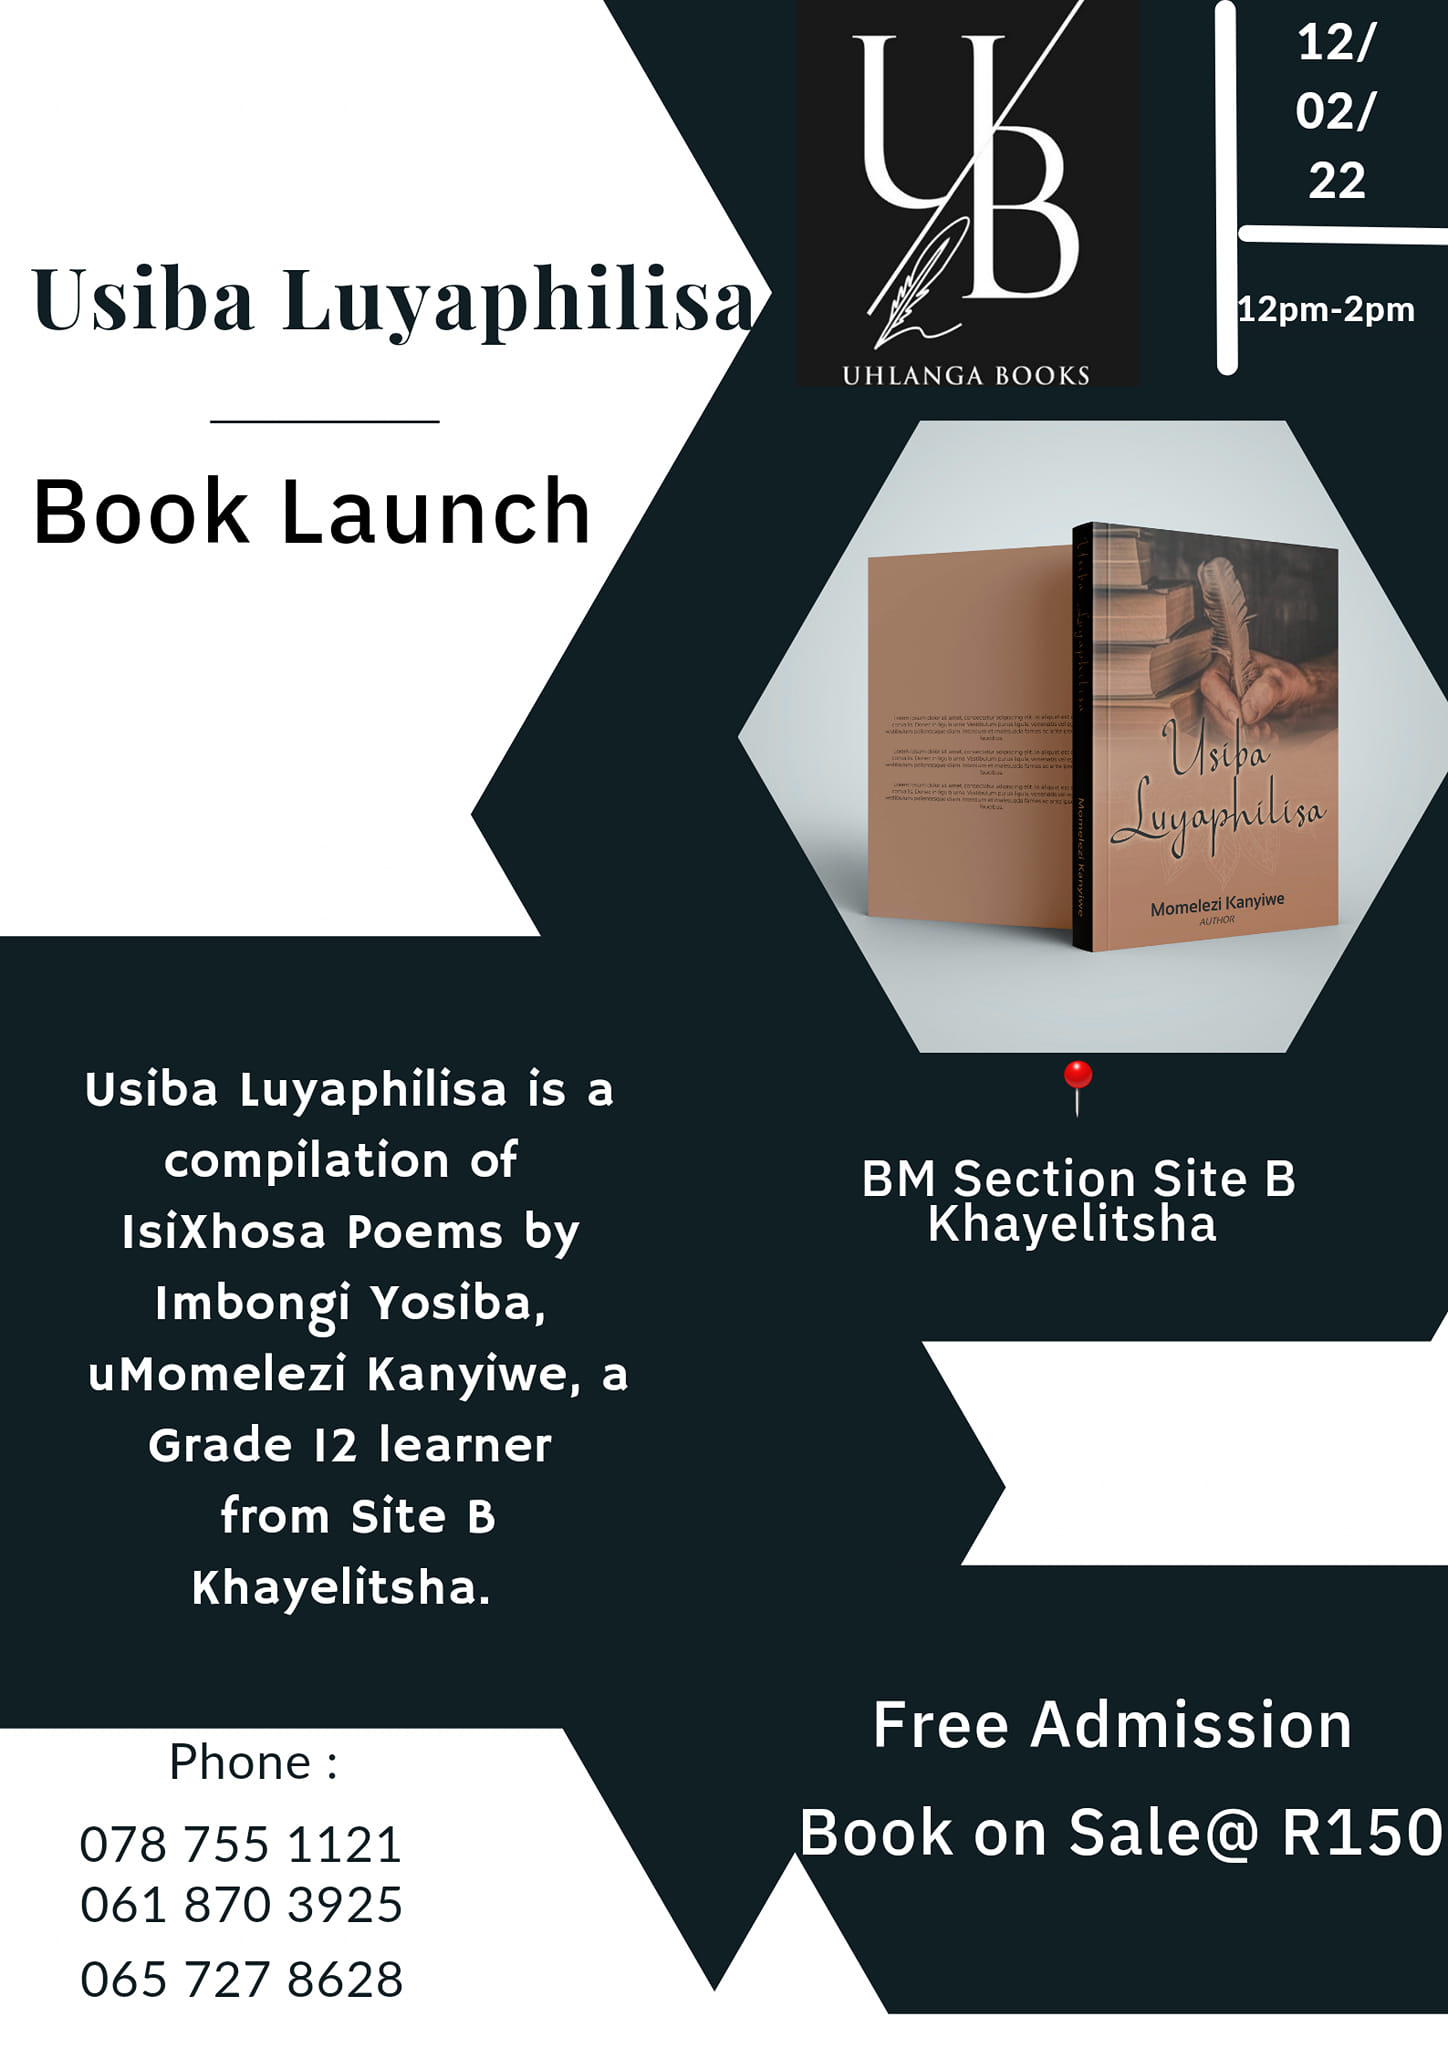 UB
UHLANGA BOOKS
12/
02/
22
12pm-2pm
Usiba Luyaphilisa
Book Launch
Usiba Luyaphilisa
Momelezi Kanyiwe
Usiba
Luyaphilisa
Momelezi Kanyiwe
AUTHOR
BM Section Site B
Khayelitsha
Usiba Luyaphilisa is a
compilation of
IsiXhosa Poems by
Imbongi Yosiba,
uMomelezi Kanyiwe, a
Grade 12 learner
from Site B
Khayelitsha.
Free Admission
Book on Sale@ R150
Phone :
078 755 1121
061 870 3925
065 727 8628